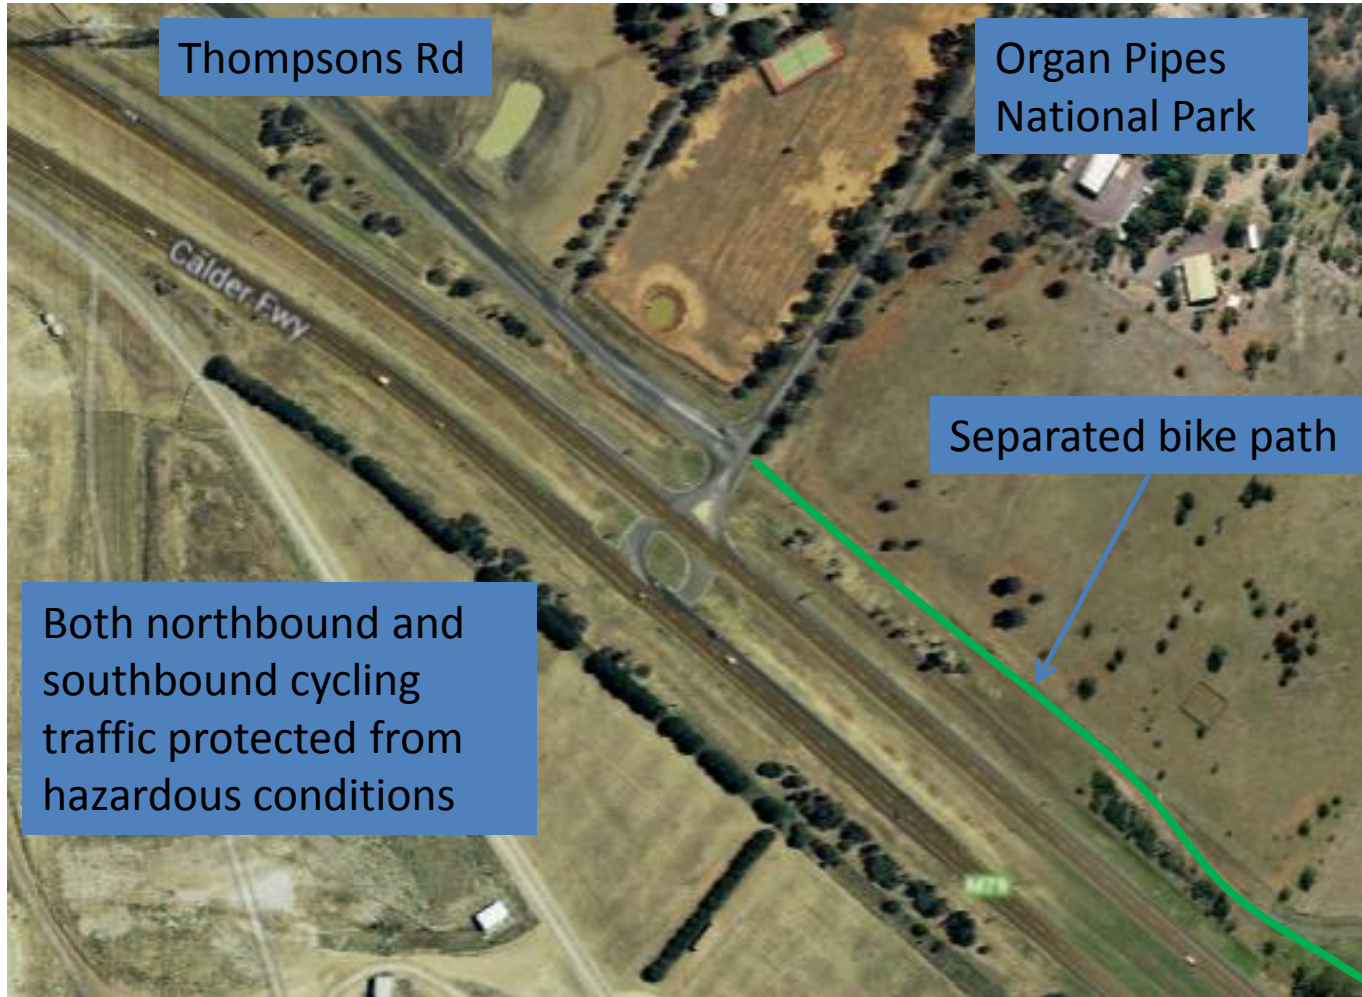 Thompsons Rd
Organ Pipes
National Park
Calder Fwy
Separated bike path
Both northbound and
southbound cycling
traffic protected from
hazardous conditions
M79